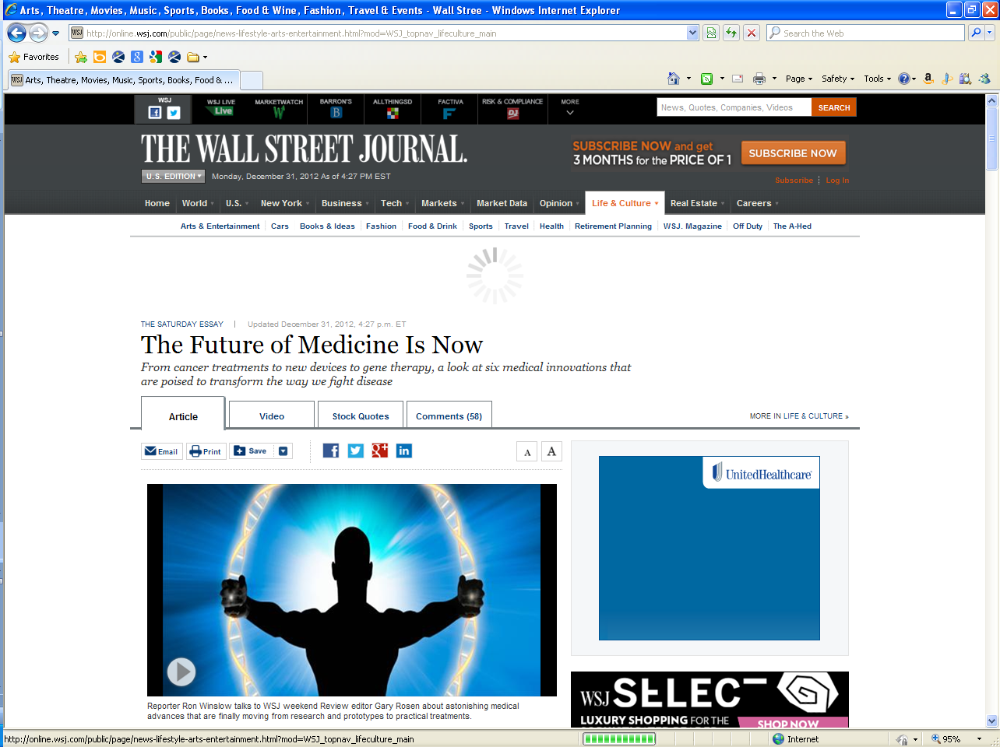 Arts, Theatre, Movies, Music, Sports, Books, Food & Wine, Fashion, Travel & Events - Wall Stree - Windows Internet Explorer
WSJ http://online.wsj.com/public/page/news-lifestyle-arts-entertainment.html?mod=WSJ_topnav_lifeculture_main
Search the Web
Favorites
WSJ Arts, Theatre, Movies, Music, Sports, Books, Food & ...
Page Safety Tools
WSJ WSJ LIVE MARKETWATCH BARRON'S ALLTHINGSD FACTIVA RISK & COMPLIANCE MORE
Live W B F DJ
News, Quotes, Companies, Videos SEARCH
THE WALL STREET JOURNAL.
SUBSCRIBE NOW and get
3 MONTHS for the PRICE OF 1
SUBSCRIBE NOW
U.S. EDITION Monday, December 31, 2012 As of 4:27 PM EST
Subscribe Log In
Home World U.S. New York Business Tech Markets Market Data Opinion Life & Culture Real Estate Careers
Arts & Entertainment Cars Books & Ideas Fashion Food & Drink Sports Travel Health Retirement Planning WSJ. Magazine Off Duty The A-Hed
THE SATURDAY ESSAY Updated December 31, 2012, 4:27 p.m. ET
The Future of Medicine Is Now
From cancer treatments to new devices to gene therapy, a look at six medical innovations that
are poised to transform the way we fight disease
Article Video Stock Quotes Comments (58)
MORE IN LIFE & CULTURE »
Email Print Save
A A
UnitedHealthcare
Reporter Ron Winslow talks to WSJ weekend Review editor Gary Rosen about astonishing medical
advances that are finally moving from research and prototypes to practical treatments.
WSJ SELECT
LUXURY SHOPPING FOR THE
SHOP NOW
http://online.wsj.com/public/page/news-lifestyle-arts-entertainment.html?mod=WSJ_topnav_lifeculture_main
Internet
95%